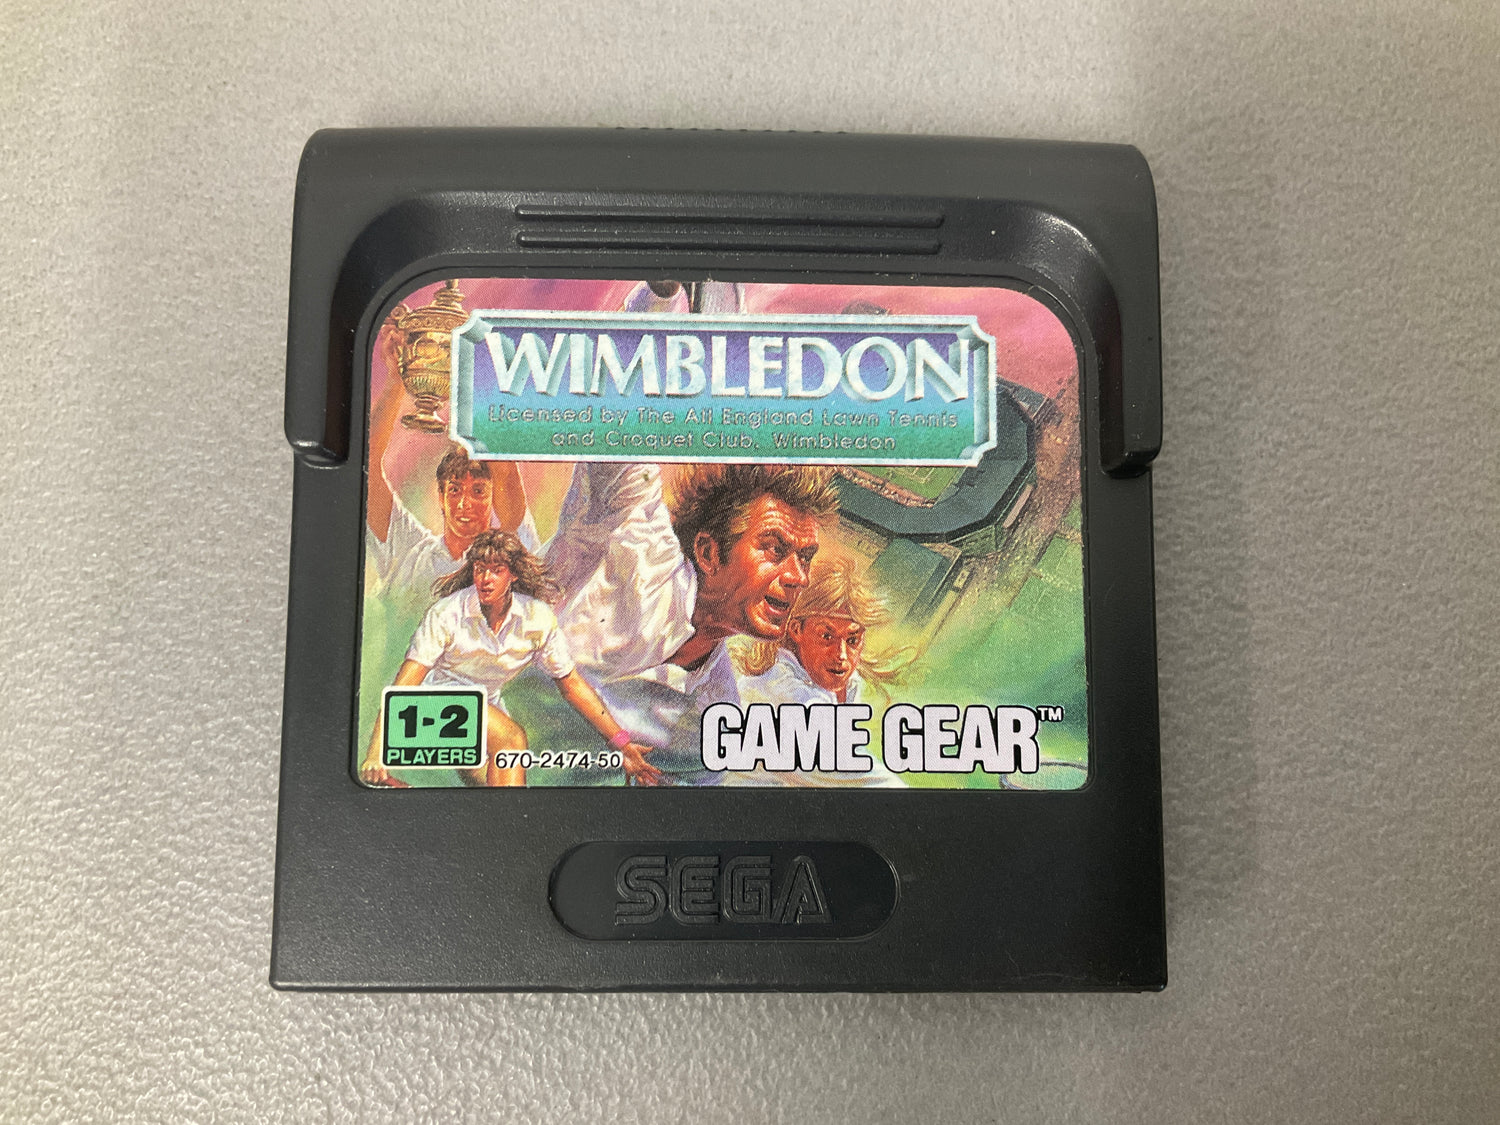 WIMBLEDON
Licensed by The All England Lawn Tennis
and Croquet Club, Wimbledon
1-2
PLAYERS
670-2474-50
GAME GEAR™
SEGA